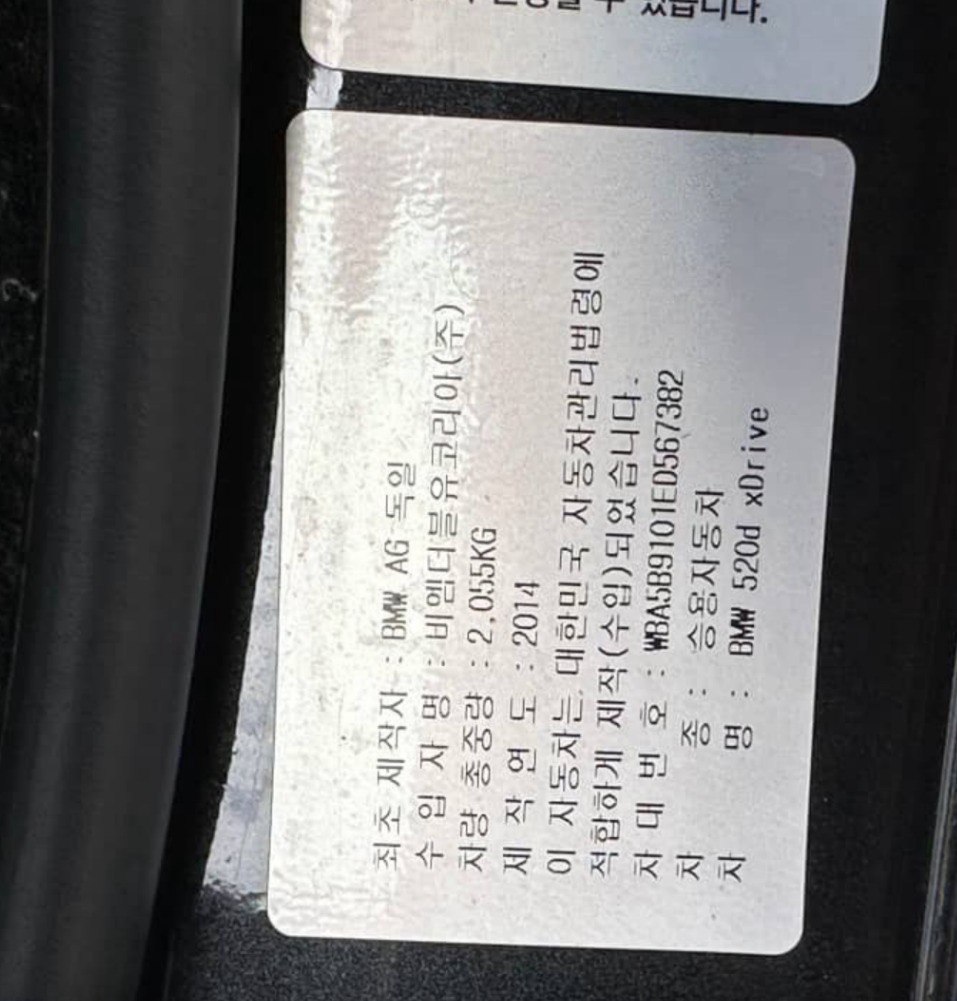 있습니다.
최초 제작자 : BMW AG 독일
수 입 자 명 : 비엠더블유코리아(주)
차량 총중량 : 2,055KG
제 작 연 도 : 2014
이 자동차는 대한민국 자동차관리법령에
적합하게 제작(수입)되었습니다.
차 대 번 호 : WBA5B9101ED567382
차 종 : 승용자동차
차 명 : BMW 520d xDrive